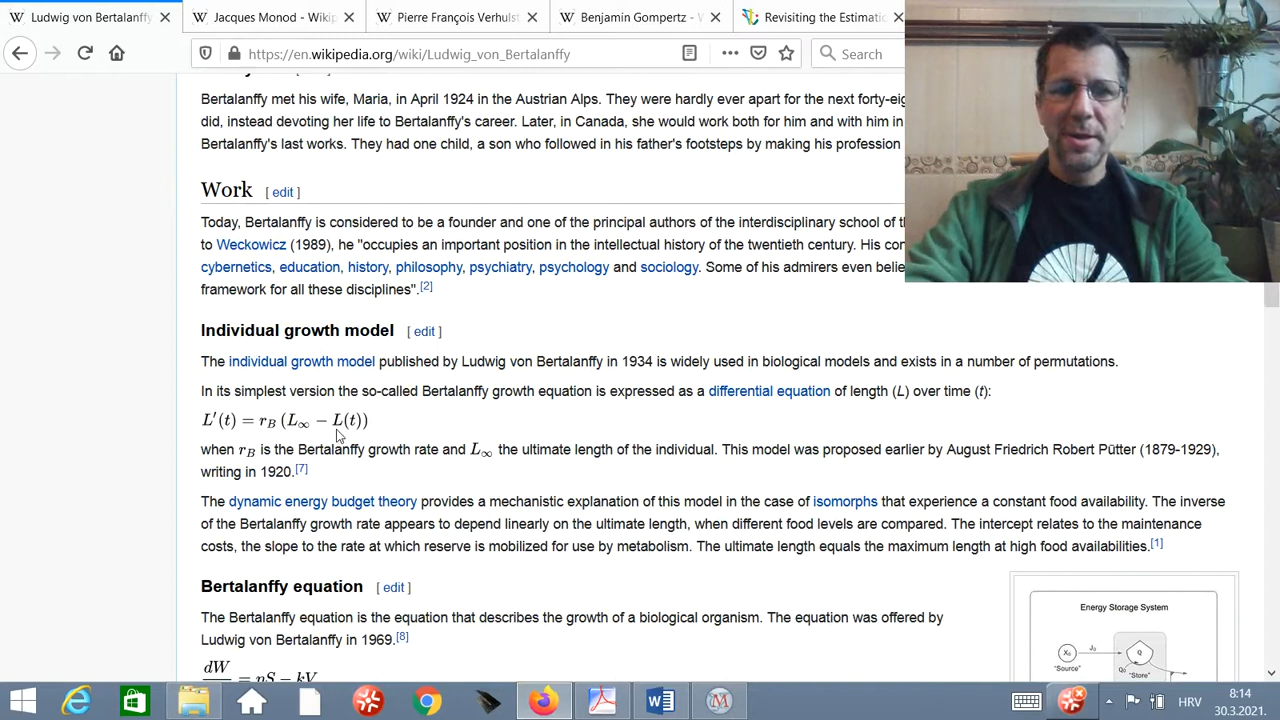 Ludwig von Bertalanffy
Jacques Monod - Wikip
Pierre François Verhulst
Benjamin Gompertz - W
Revisiting the Estimatio
https://en.wikipedia.org/wiki/Ludwig_von_Bertalanffy
Search
Bertalanffy met his wife, Maria, in April 1924 in the Austrian Alps. They were hardly ever apart for the next forty-eig
did, instead devoting her life to Bertalanffy's career. Later, in Canada, she would work both for him and with him in
Bertalanffy's last works. They had one child, a son who followed in his father's footsteps by making his profession
Work [ edit ]
Today, Bertalanffy is considered to be a founder and one of the principal authors of the interdisciplinary school of th
to Weckowicz (1989), he "occupies an important position in the intellectual history of the twentieth century. His con
cybernetics, education, history, philosophy, psychiatry, psychology and sociology. Some of his admirers even belie
framework for all these disciplines".[2]
Individual growth model [ edit ]
The individual growth model published by Ludwig von Bertalanffy in 1934 is widely used in biological models and exists in a number of permutations.
In its simplest version the so-called Bertalanffy growth equation is expressed as a differential equation of length (L) over time (t):
L′(t) = r_B (L_∞ − L(t))
when r_B is the Bertalanffy growth rate and L_∞ the ultimate length of the individual. This model was proposed earlier by August Friedrich Robert Pūtter (1879-1929),
writing in 1920.[7]
The dynamic energy budget theory provides a mechanistic explanation of this model in the case of isomorphs that experience a constant food availability. The inverse
of the Bertalanffy growth rate appears to depend linearly on the ultimate length, when different food levels are compared. The intercept relates to the maintenance
costs, the slope to the rate at which reserve is mobilized for use by metabolism. The ultimate length equals the maximum length at high food availabilities.[1]
Bertalanffy equation [ edit ]
The Bertalanffy equation is the equation that describes the growth of a biological organism. The equation was offered by
Ludwig von Bertalanffy in 1969.[8]
dW
= nS − kV
Energy Storage System
X₀
J₀
Q
"Source"
Q₀
"Store"
HRV
8:14
30.3.2021.